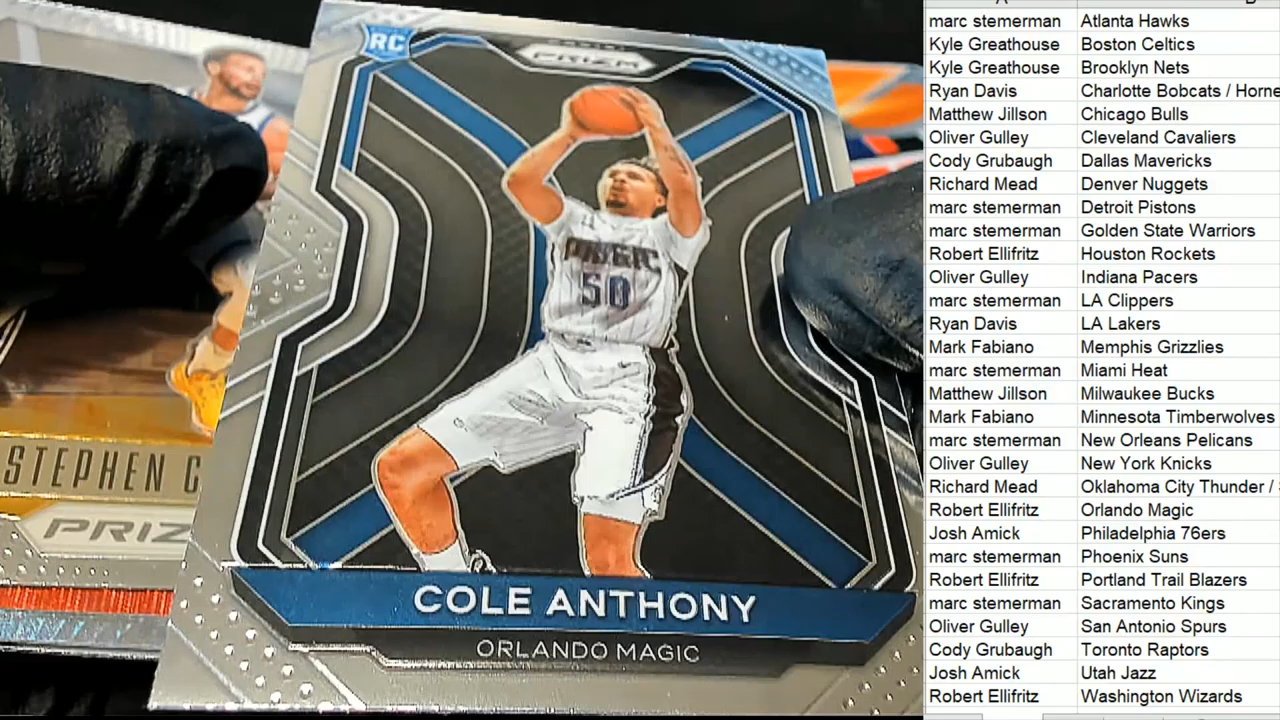 RC
PANINI
PRIZM
MAGIC
50
COLE ANTHONY
ORLANDO MAGIC
STEPHEN C
PRIZ
marc stemerman Atlanta Hawks
Kyle Greathouse Boston Celtics
Kyle Greathouse Brooklyn Nets
Ryan Davis Charlotte Bobcats / Horne
Matthew Jillson Chicago Bulls
Oliver Gulley Cleveland Cavaliers
Cody Grubaugh Dallas Mavericks
Richard Mead Denver Nuggets
marc stemerman Detroit Pistons
marc stemerman Golden State Warriors
Robert Ellifritz Houston Rockets
Oliver Gulley Indiana Pacers
marc stemerman LA Clippers
Ryan Davis LA Lakers
Mark Fabiano Memphis Grizzlies
marc stemerman Miami Heat
Matthew Jillson Milwaukee Bucks
Mark Fabiano Minnesota Timberwolves
marc stemerman New Orleans Pelicans
Oliver Gulley New York Knicks
Richard Mead Oklahoma City Thunder /
Robert Ellifritz Orlando Magic
Josh Amick Philadelphia 76ers
marc stemerman Phoenix Suns
Robert Ellifritz Portland Trail Blazers
marc stemerman Sacramento Kings
Oliver Gulley San Antonio Spurs
Cody Grubaugh Toronto Raptors
Josh Amick Utah Jazz
Robert Ellifritz Washington Wizards